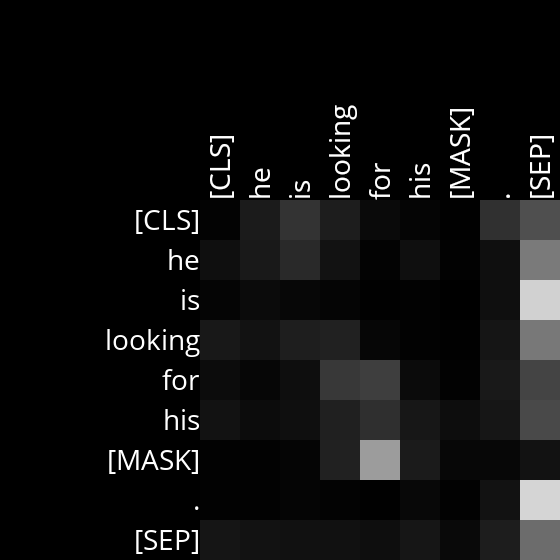 [CLS] he is looking for his [MASK] . [SEP]
[CLS]
he
is
looking
for
his
[MASK]
.
[SEP]